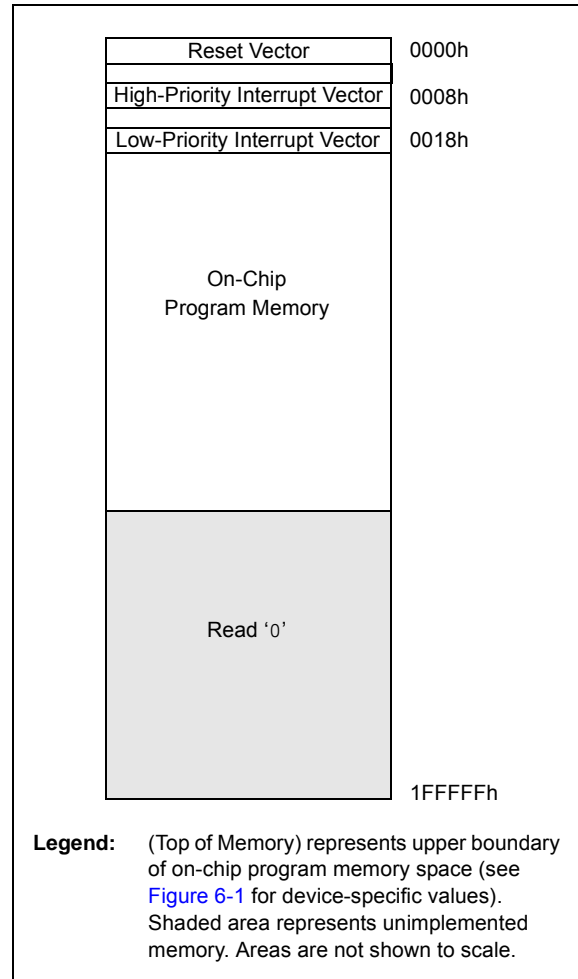 Reset Vector 0000h
High-Priority Interrupt Vector 0008h
Low-Priority Interrupt Vector 0018h
On-Chip
Program Memory
Read ‘0’
1FFFFFh
Legend: (Top of Memory) represents upper boundary
of on-chip program memory space (see
Figure 6-1 for device-specific values).
Shaded area represents unimplemented
memory. Areas are not shown to scale.